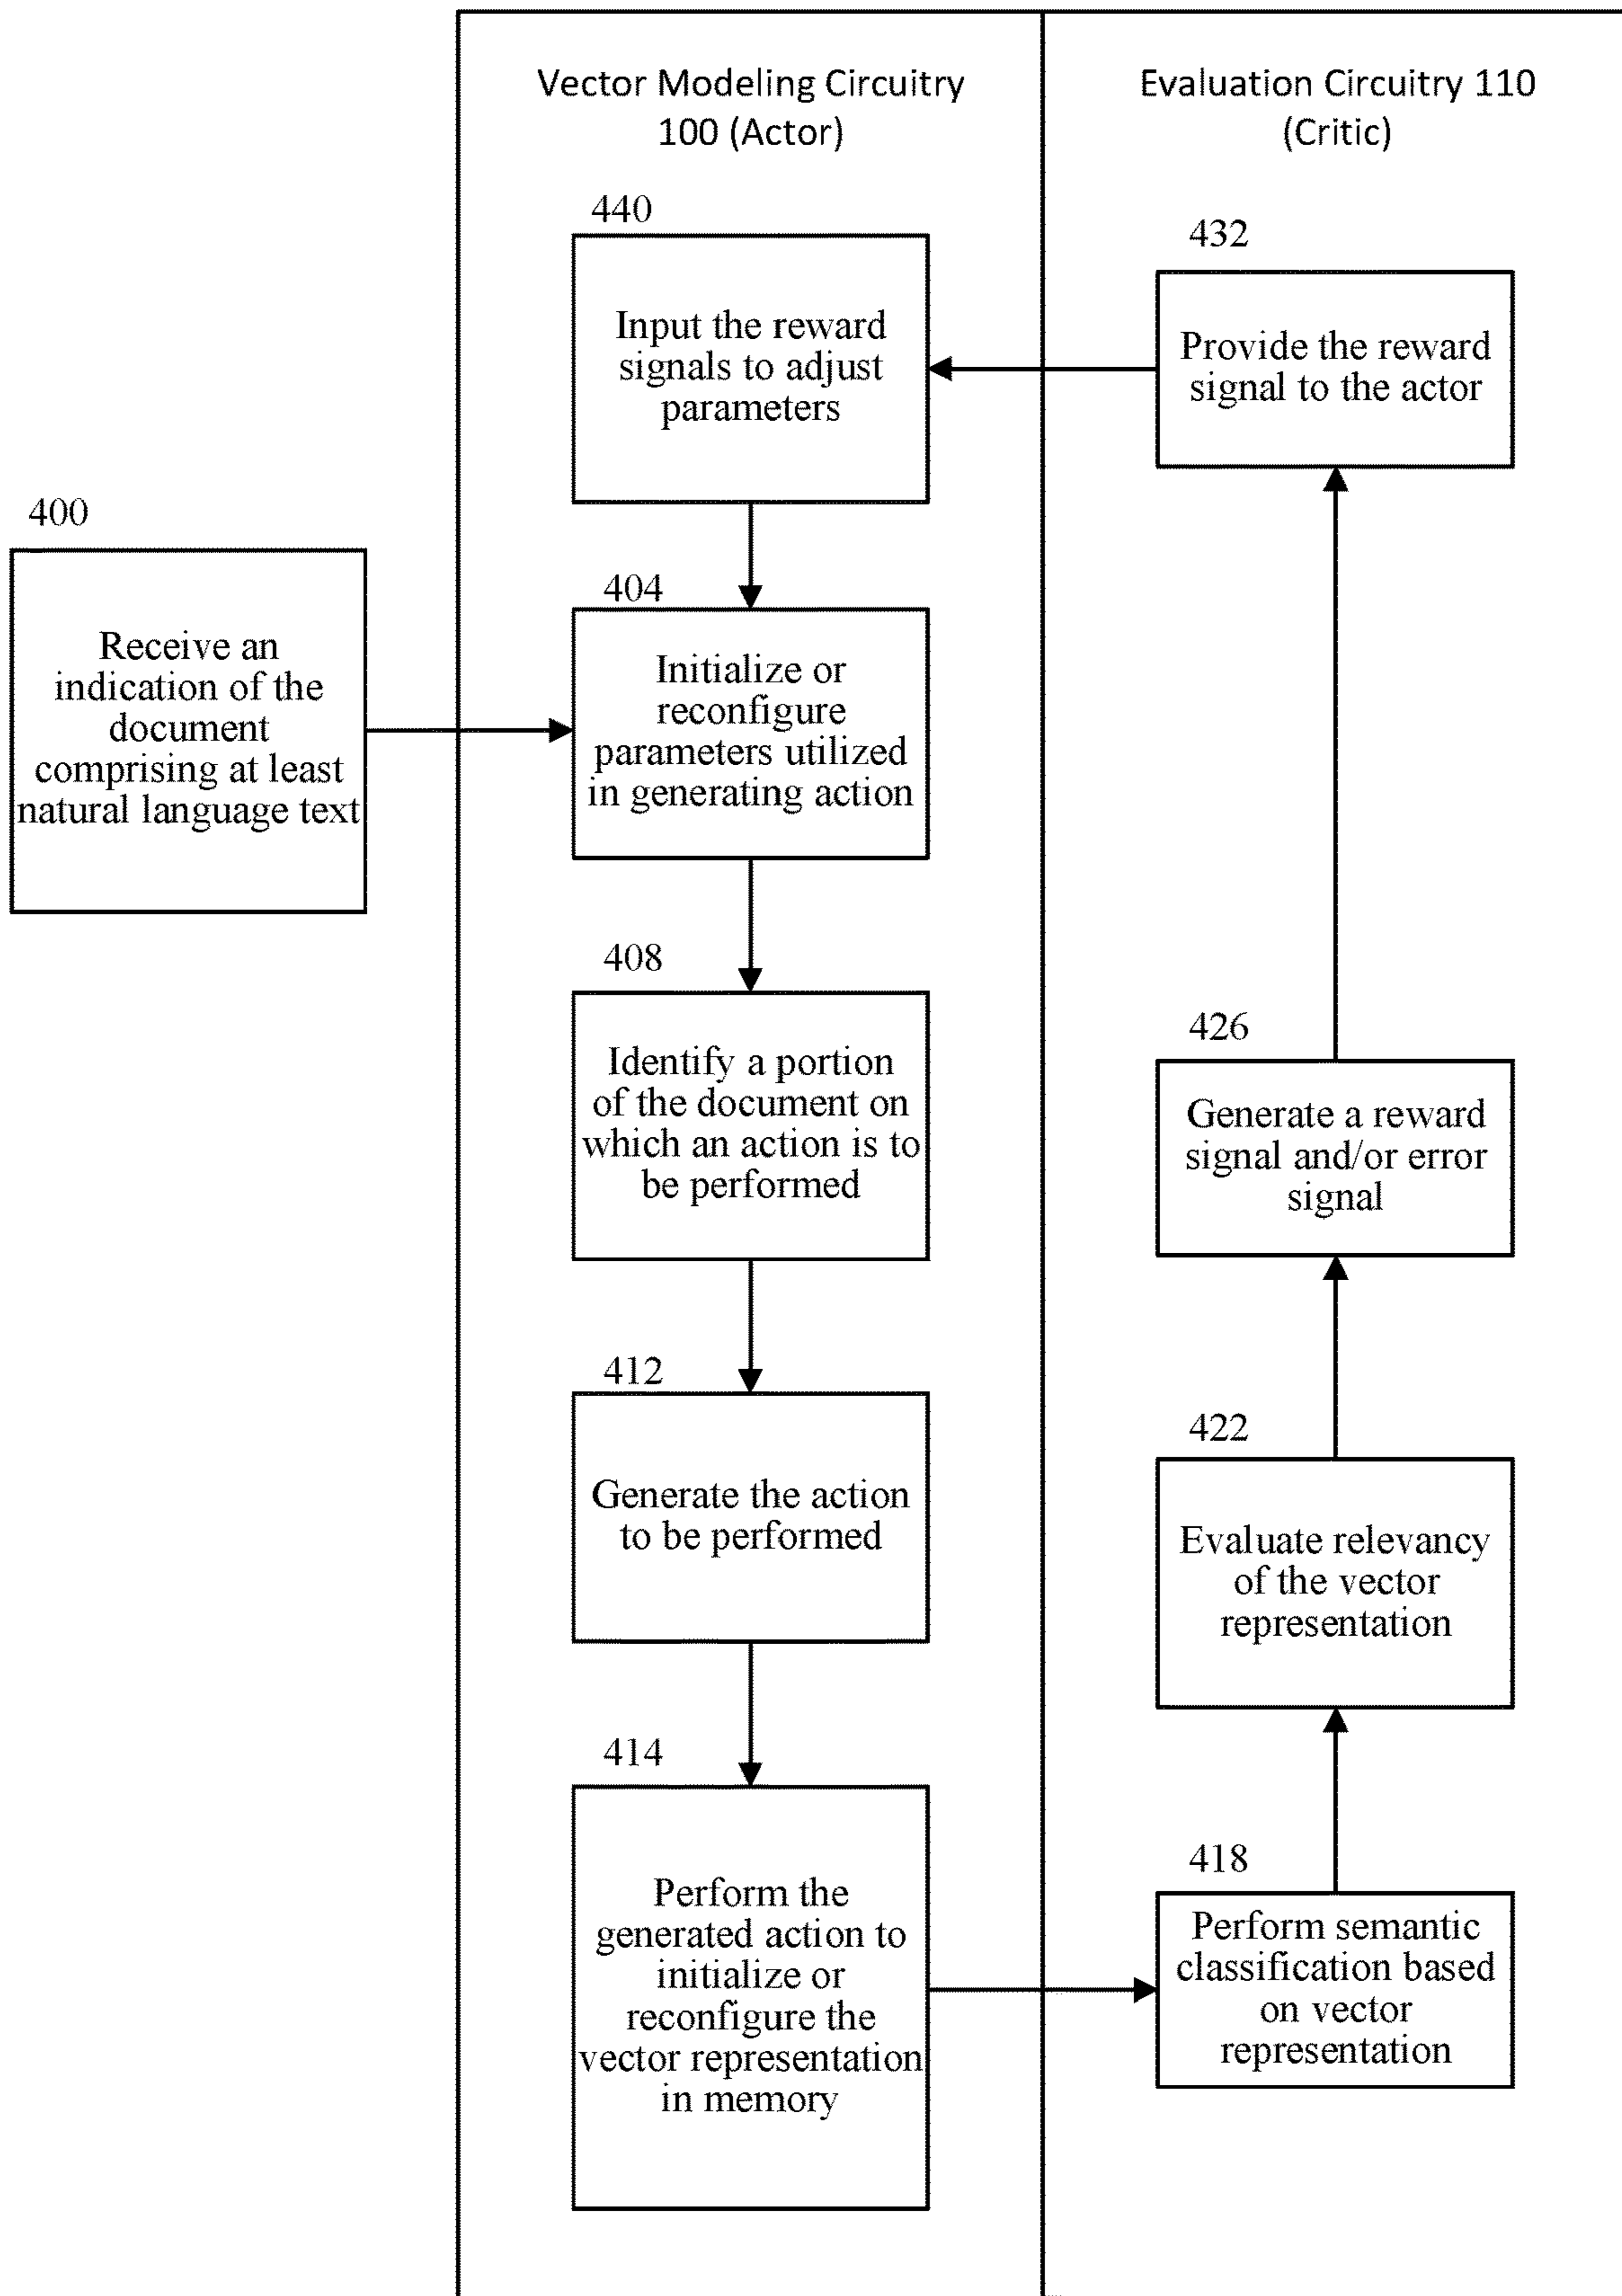 Vector Modeling Circuitry
100 (Actor)
Evaluation Circuitry 110
(Critic)
440
Input the reward
signals to adjust
parameters
432
Provide the reward
signal to the actor
400
Receive an
indication of the
document
comprising at least
natural language text
404
Initialize or
reconfigure
parameters utilized
in generating action
408
Identify a portion
of the document on
which an action is to
be performed
426
Generate a reward
signal and/or error
signal
412
Generate the action
to be performed
422
Evaluate relevancy
of the vector
representation
414
Perform the
generated action to
initialize or
reconfigure the
vector representation
in memory
418
Perform semantic
classification based
on vector
representation